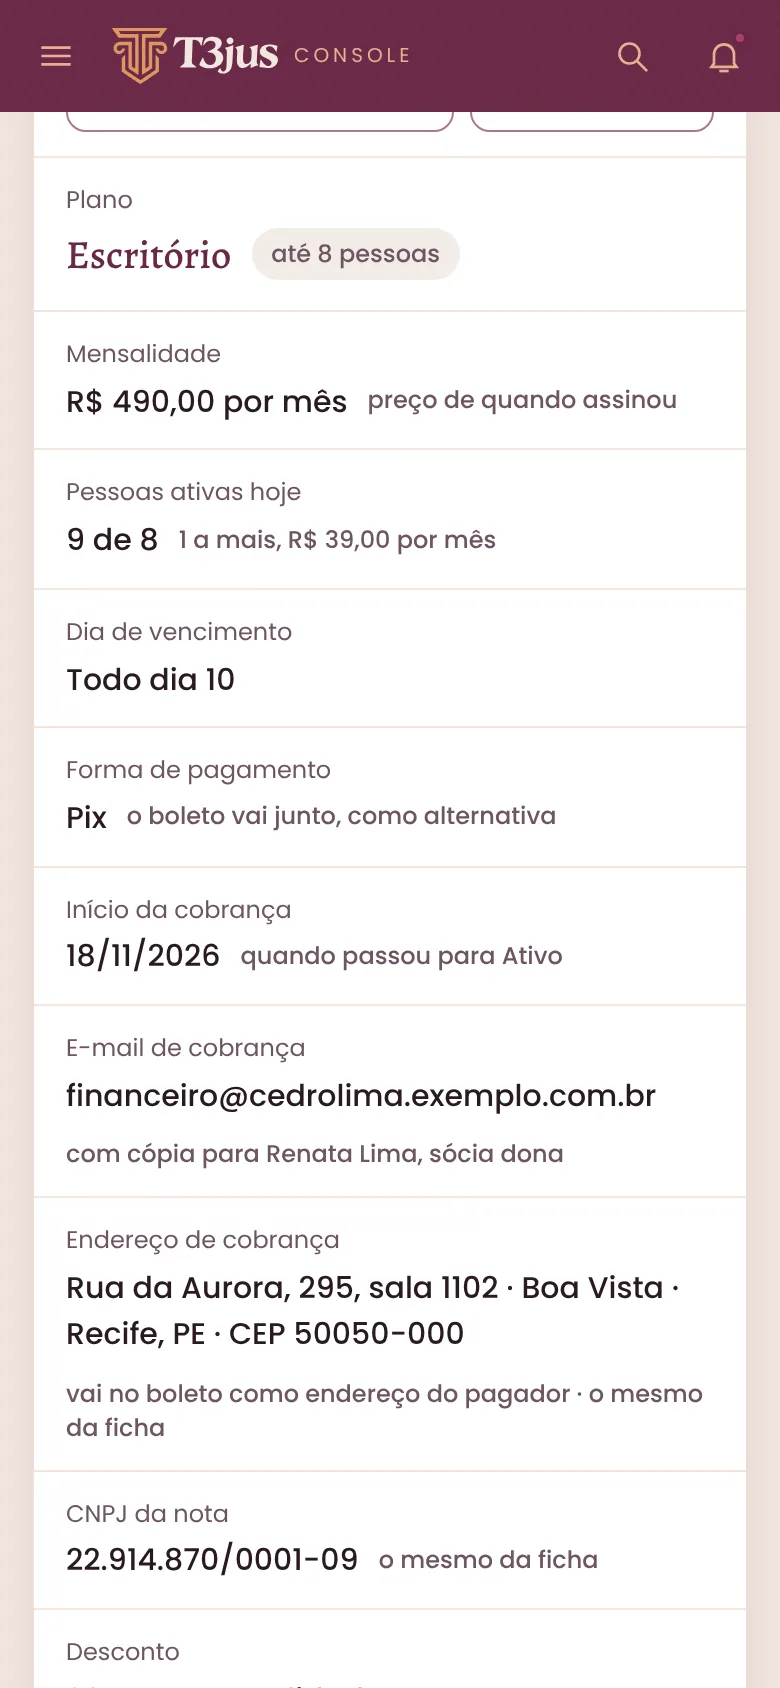 T3jus CONSOLE
Plano
Escritório até 8 pessoas
Mensalidade
R$ 490,00 por mês preço de quando assinou
Pessoas ativas hoje
9 de 8 1 a mais, R$ 39,00 por mês
Dia de vencimento
Todo dia 10
Forma de pagamento
Pix o boleto vai junto, como alternativa
Início da cobrança
18/11/2026 quando passou para Ativo
E-mail de cobrança
financeiro@cedrolima.exemplo.com.br
com cópia para Renata Lima, sócia dona
Endereço de cobrança
Rua da Aurora, 295, sala 1102 · Boa Vista ·
Recife, PE · CEP 50050-000
vai no boleto como endereço do pagador · o mesmo
da ficha
CNPJ da nota
22.914.870/0001-09 o mesmo da ficha
Desconto